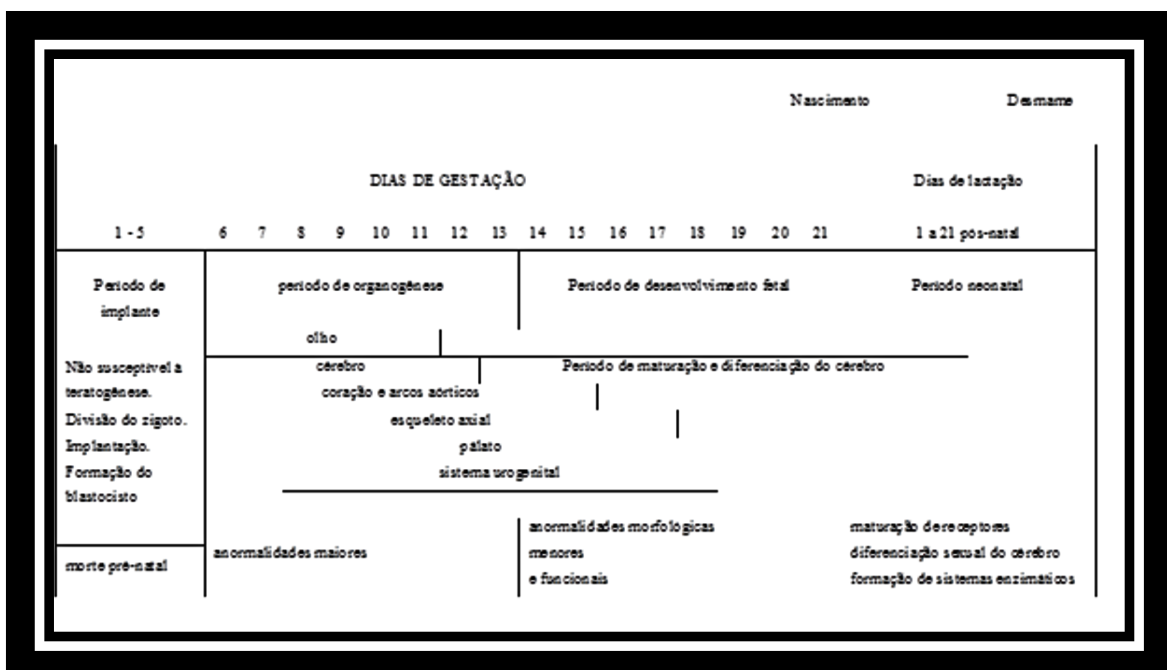 Nascimento Desmame
DIAS DE GESTAÇÃO Dias de lactação
1 - 5 6 7 8 9 10 11 12 13 14 15 16 17 18 19 20 21 1 a 21 pós-natal
Período de período de organogênese Período de desenvolvimento fetal Período neonatal
implante
olho
Não susceptível a cérebro Período de maturação e diferenciação do cérebro
teratogênese. coração e arcos aórticos
Divisão do zigoto. esqueleto axial
Implantação. pálato
Formação do sistema urogenital
blastocisto
anormalidades morfológicas maturação de receptores
anormalidades maiores menores diferenciação sexual do cérebro
morte pré-natal e funcionais formação de sistemas enzimáticos